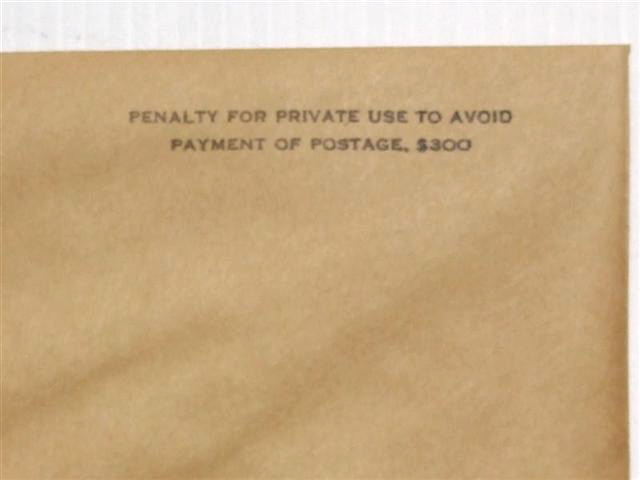 PENALTY FOR PRIVATE USE TO AVOID
PAYMENT OF POSTAGE, $300